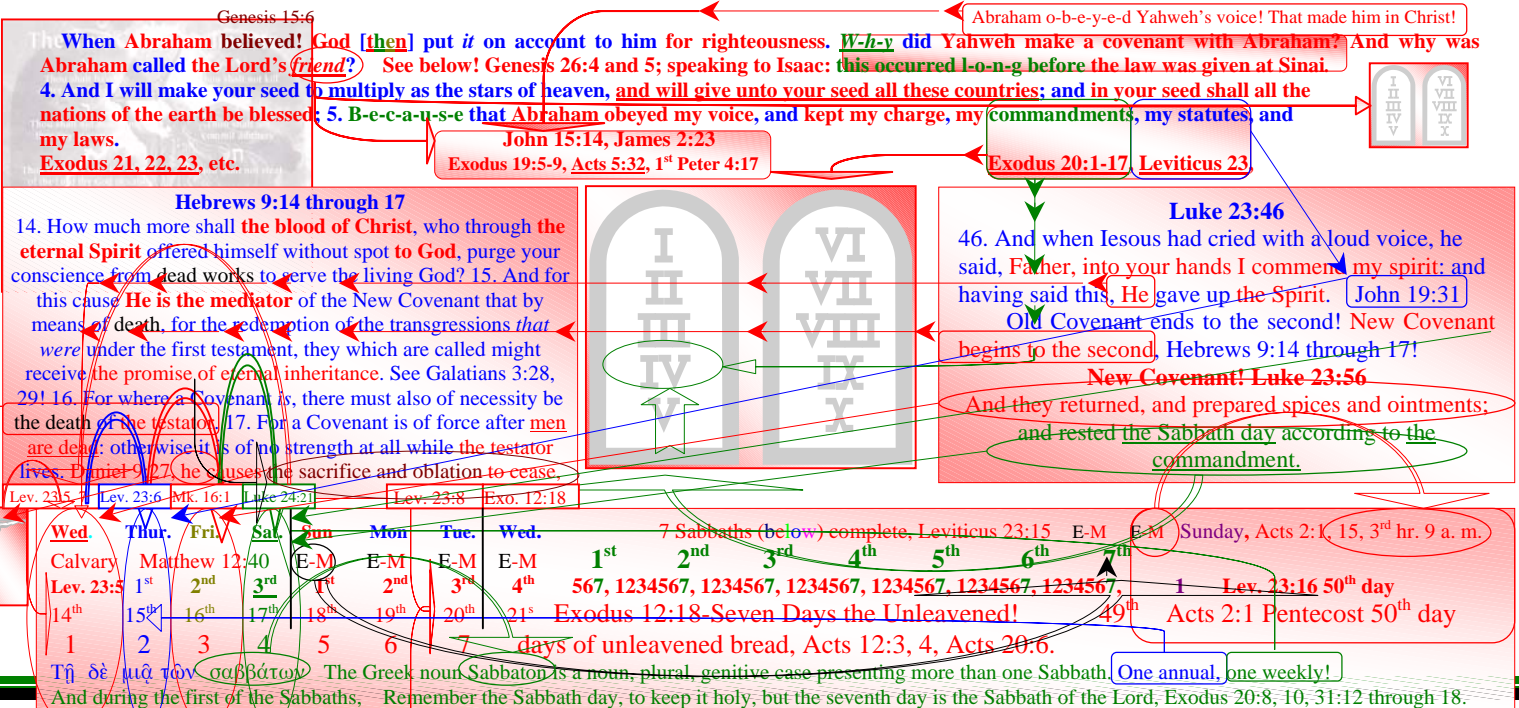 Genesis 15:6
Abraham o-b-e-y-e-d Yahweh’s voice! That made him in Christ!
When Abraham believed! God [then] put it on account to him for righteousness. W-h-y did Yahweh make a covenant with Abraham? And why was
Abraham called the Lord’s friend? See below! Genesis 26:4 and 5; speaking to Isaac: this occurred l-o-n-g before the law was given at Sinai.
4. And I will make your seed to multiply as the stars of heaven, and will give unto your seed all these countries; and in your seed shall all the
nations of the earth be blessed; 5. B-e-c-a-u-s-e that Abraham obeyed my voice, and kept my charge, my commandments, my statutes, and
my laws.
John 15:14, James 2:23
Exodus 21, 22, 23, etc.
Exodus 19:5-9, Acts 5:32, 1st Peter 4:17
Exodus 20:1-17, Leviticus 23,
I VI
II VII
III VIII
IV IX
V X
Hebrews 9:14 through 17
14. How much more shall the blood of Christ, who through the
eternal Spirit offered himself without spot to God, purge your
conscience from dead works to serve the living God? 15. And for
this cause He is the mediator of the New Covenant that by
means of death, for the redemption of the transgressions that
were under the first testament, they which are called might
receive the promise of eternal inheritance. See Galatians 3:28,
29! 16. For where a Covenant is, there must also of necessity be
the death of the testator. 17. For a Covenant is of force after men
are dead: otherwise it is of no strength at all while the testator
lives. Daniel 9:27, he causes the sacrifice and oblation to cease,
I VI
II VII
III VIII
IV IX
V X
Luke 23:46
46. And when Iesous had cried with a loud voice, he
said, Father, into your hands I commend my spirit: and
having said this, He gave up the Spirit. John 19:31
Old Covenant ends to the second! New Covenant
begins to the second, Hebrews 9:14 through 17!
New Covenant! Luke 23:56
And they returned, and prepared spices and ointments;
and rested the Sabbath day according to the
commandment.
Lev. 23:5, Lev. 23:6 Mk. 16:1 Luke 24:21 Lev. 23:8 Exo. 12:18
Wed. Thur. Fri. Sat. Sun Mon Tue. Wed. 7 Sabbaths (below) complete, Leviticus 23:15 E-M E-M Sunday, Acts 2:1, 15, 3rd hr. 9 a. m.
Calvary Matthew 12:40 E-M E-M E-M E-M 1st 2nd 3rd 4th 5th 6th 7th
Lev. 23:5 1st 2nd 3rd 1st 2nd 3rd 4th 567, 1234567, 1234567, 1234567, 1234567, 1234567, 1234567, 1 Lev. 23:16 50th day
14th 15th 16th 17th 18th 19th 20th 21s Exodus 12:18-Seven Days the Unleavened! 49th Acts 2:1 Pentecost 50th day
1 2 3 4 5 6 7 days of unleavened bread, Acts 12:3, 4, Acts 20:6.
Τῇ δὲ μιᾷ τῶν σαββάτων The Greek noun Sabbaton is a noun, plural, genitive case presenting more than one Sabbath. One annual, one weekly!
And during the first of the Sabbaths, Remember the Sabbath day, to keep it holy, but the seventh day is the Sabbath of the Lord, Exodus 20:8, 10, 31:12 through 18.